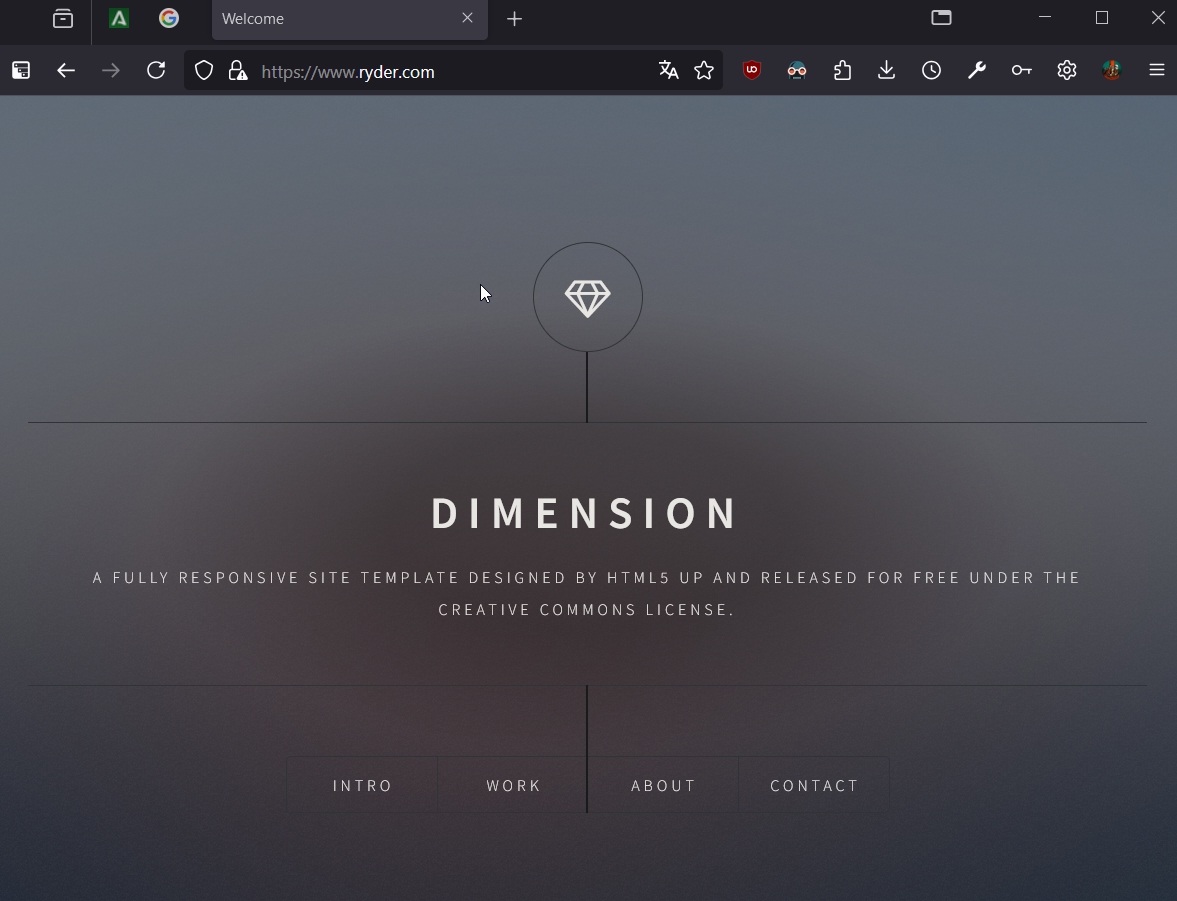 Welcome
https://www.ryder.com
DIMENSION
A FULLY RESPONSIVE SITE TEMPLATE DESIGNED BY HTML5 UP AND RELEASED FOR FREE UNDER THE
CREATIVE COMMONS LICENSE.
INTRO WORK ABOUT CONTACT